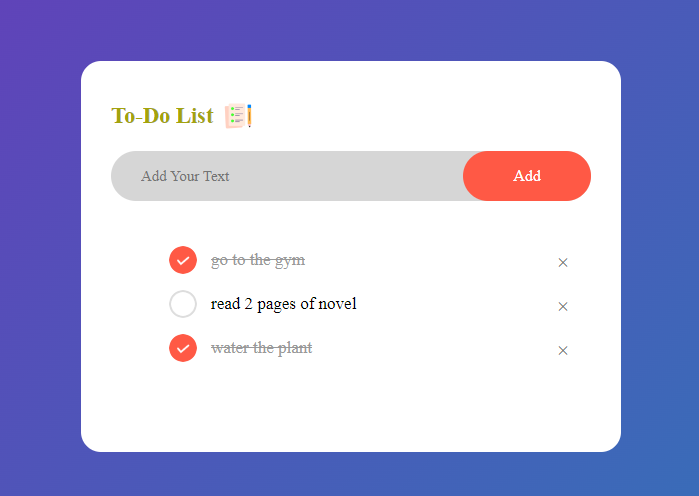 To-Do List
Add Your Text
Add
go to the gym
×
read 2 pages of novel
×
water the plant
×